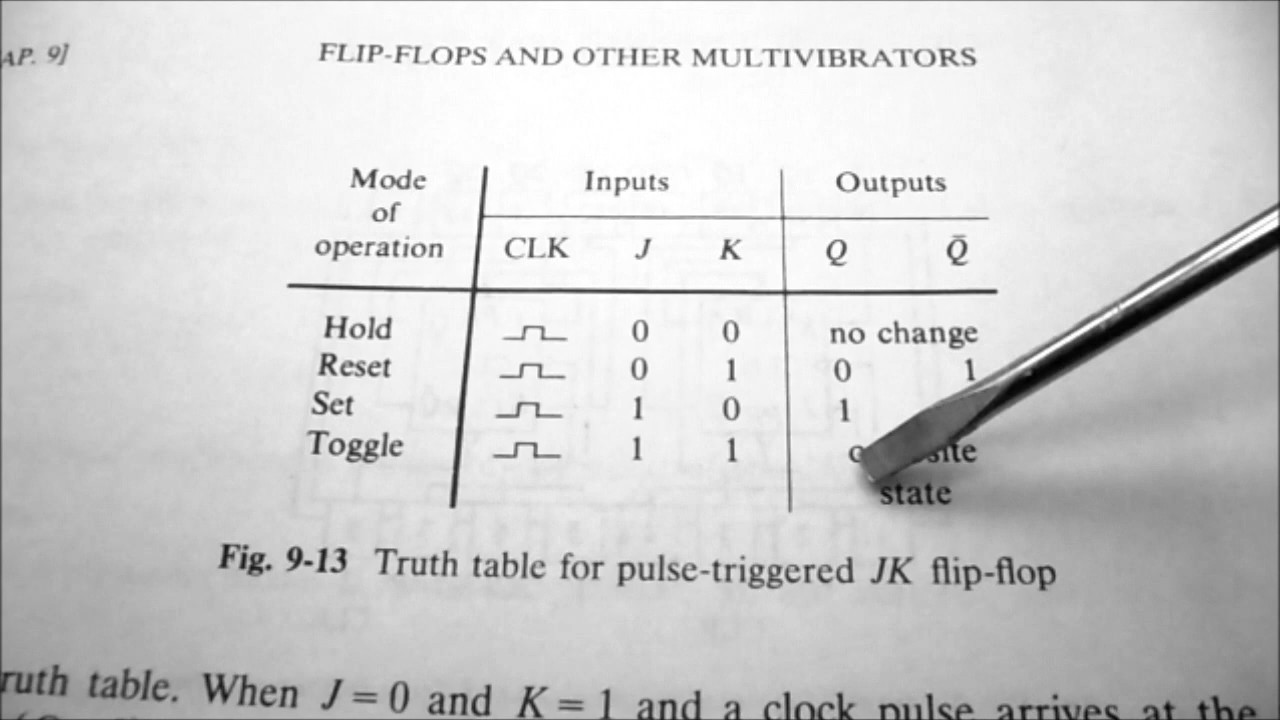 AP. 9] FLIP-FLOPS AND OTHER MULTIVIBRATORS
Mode of operation Inputs Outputs
CLK J K Q Q̄
Hold 0 0 no change
Reset 0 1 0 1
Set 1 0 1
Toggle 1 1
state
Fig. 9-13 Truth table for pulse-triggered JK flip-flop
ruth table. When J = 0 and K = 1 and a clock pulse arrives at the